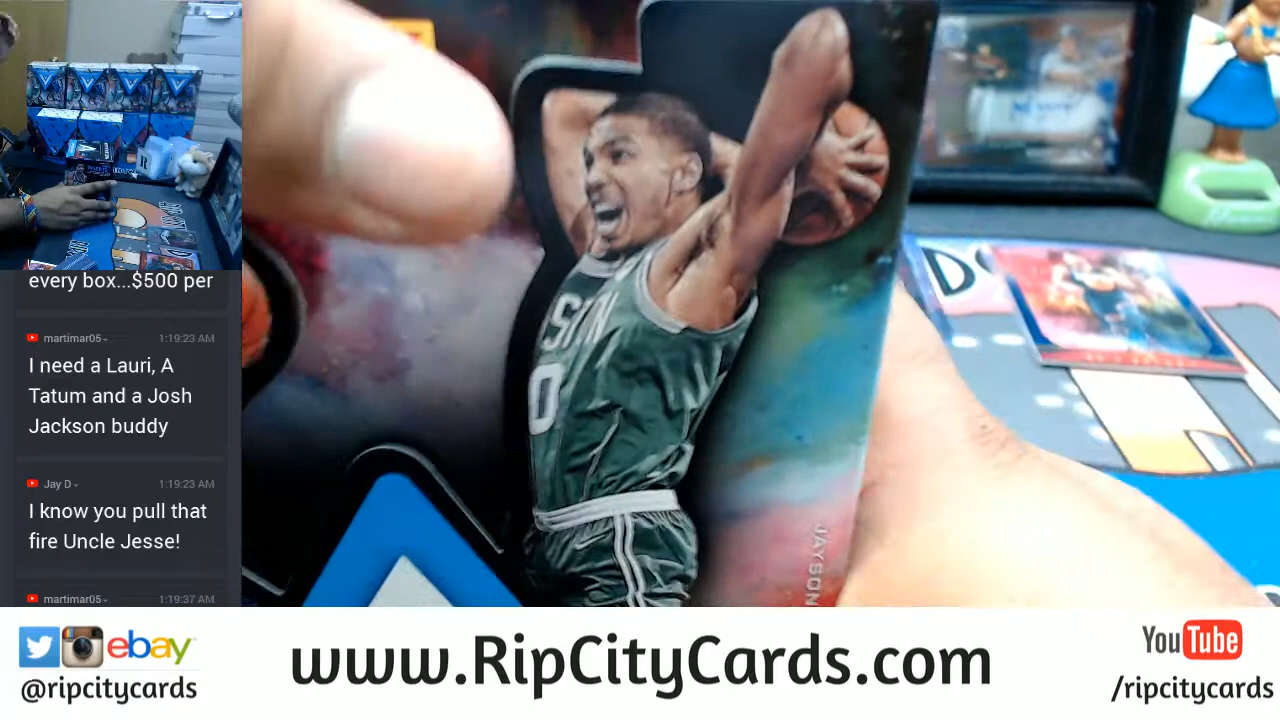 every box...$500 per
martimar05 1:19:23 AM
I need a Lauri, A
Tatum and a Josh
Jackson buddy
Jay D 1:19:23 AM
I know you pull that
fire Uncle Jesse!
martimar05 1:19:37 AM
JAYSON
0
ebay
@ripcitycards
www.RipCityCards.com
YouTube
/ripcitycards